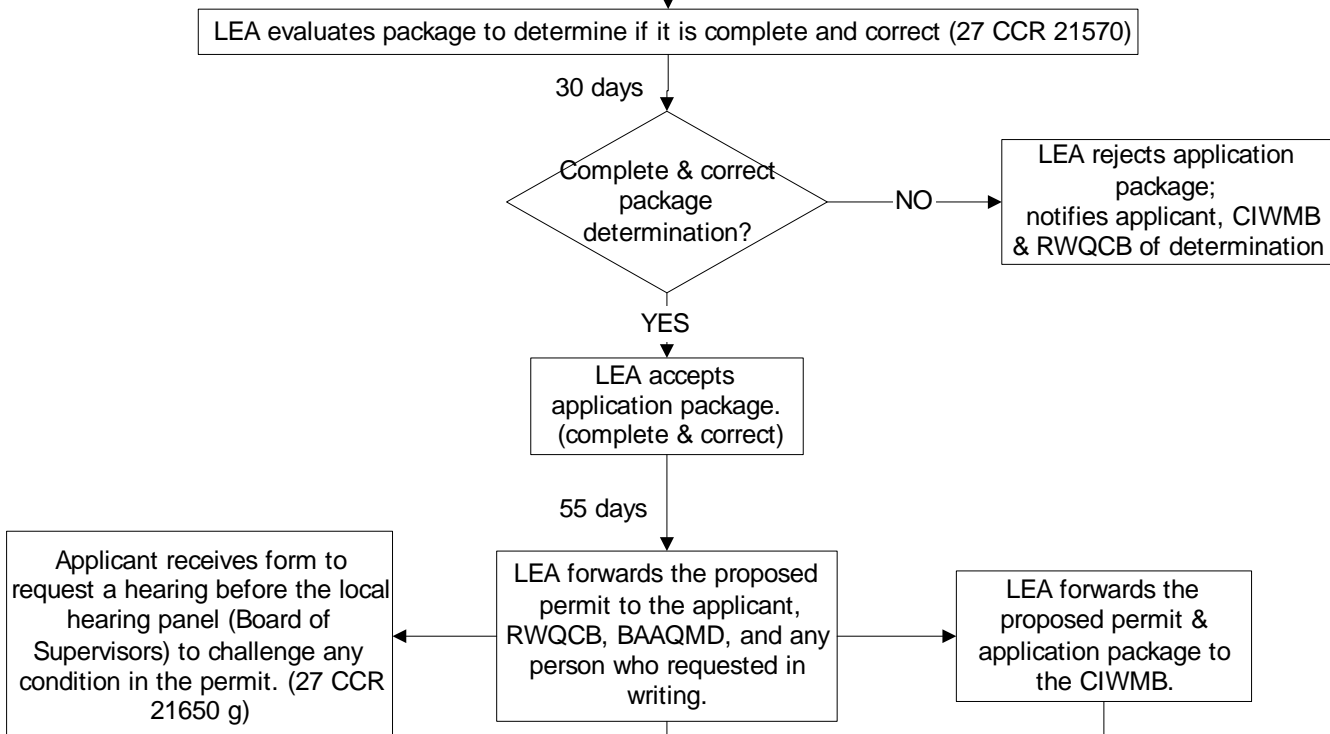 LEA evaluates package to determine if it is complete and correct (27 CCR 21570)
30 days
Complete & correct
package
determination?
NO
LEA rejects application
package;
notifies applicant, CIWMB
& RWQCB of determination
YES
LEA accepts
application package.
(complete & correct)
55 days
Applicant receives form to
request a hearing before the local
hearing panel (Board of
Supervisors) to challenge any
condition in the permit. (27 CCR
21650 g)
LEA forwards the proposed
permit to the applicant,
RWQCB, BAAQMD, and any
person who requested in
writing.
LEA forwards the
proposed permit &
application package to
the CIWMB.